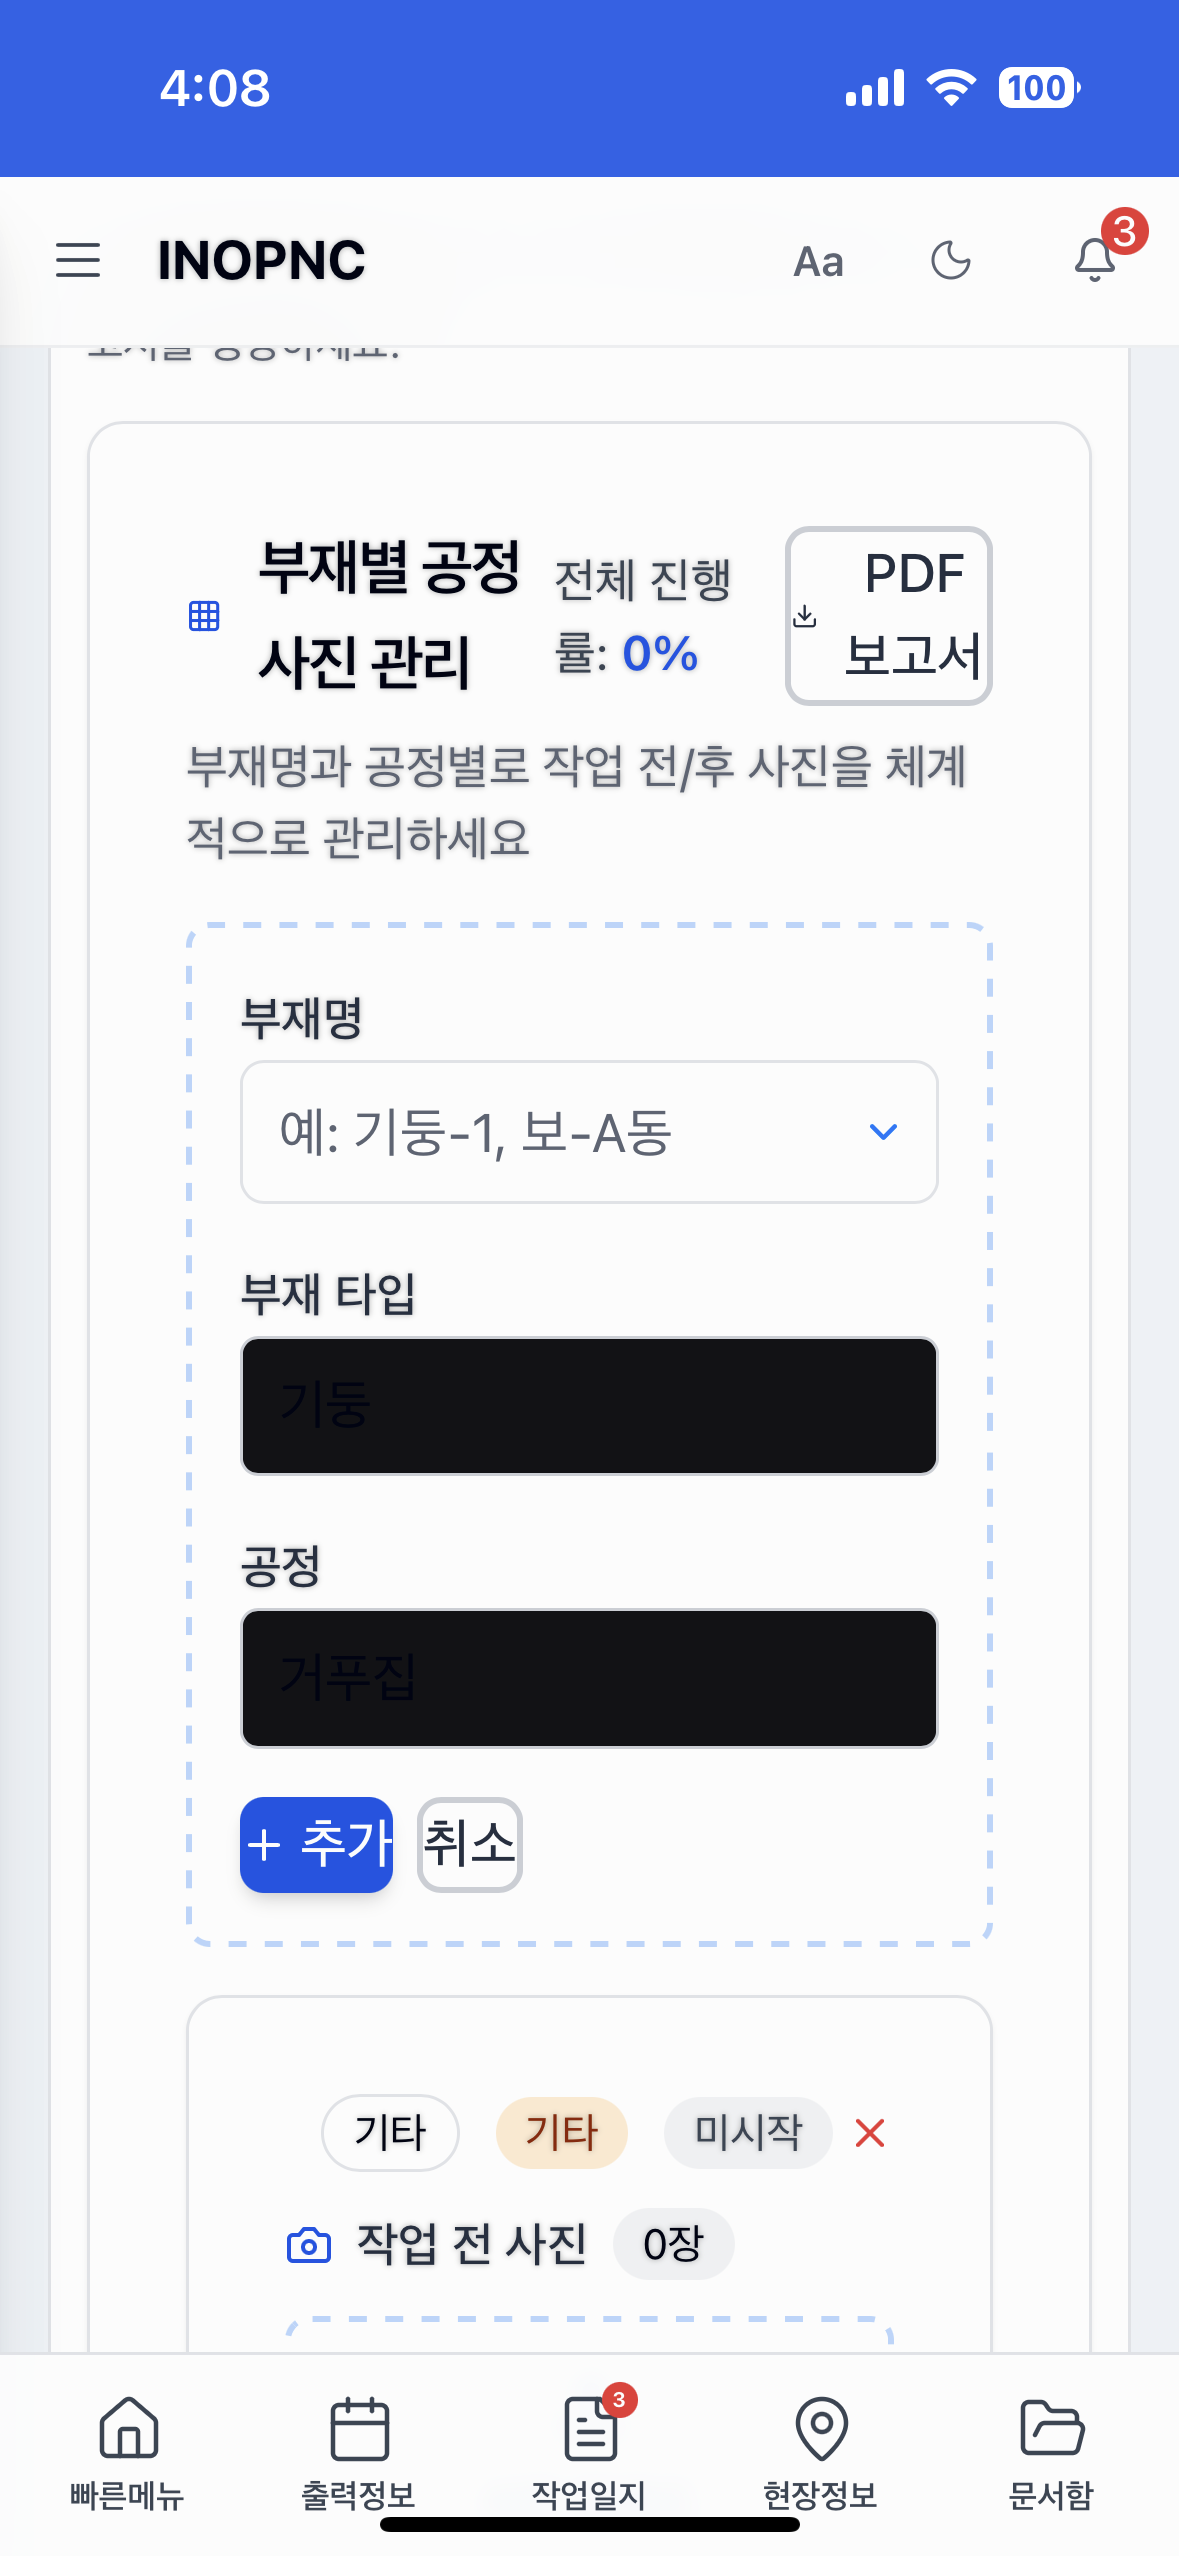 4:08
100
INOPNC
Aa
3
부재별 공정
사진 관리
전체 진행
률: 0%
PDF
보고서
부재명과 공정별로 작업 전/후 사진을 체계
적으로 관리하세요
부재명
예: 기둥-1, 보-A동
부재 타입
기둥
공정
거푸집
추가
취소
기타
기타
미시작
작업 전 사진
0장
3
빠른메뉴
출력정보
작업일지
현장정보
문서함